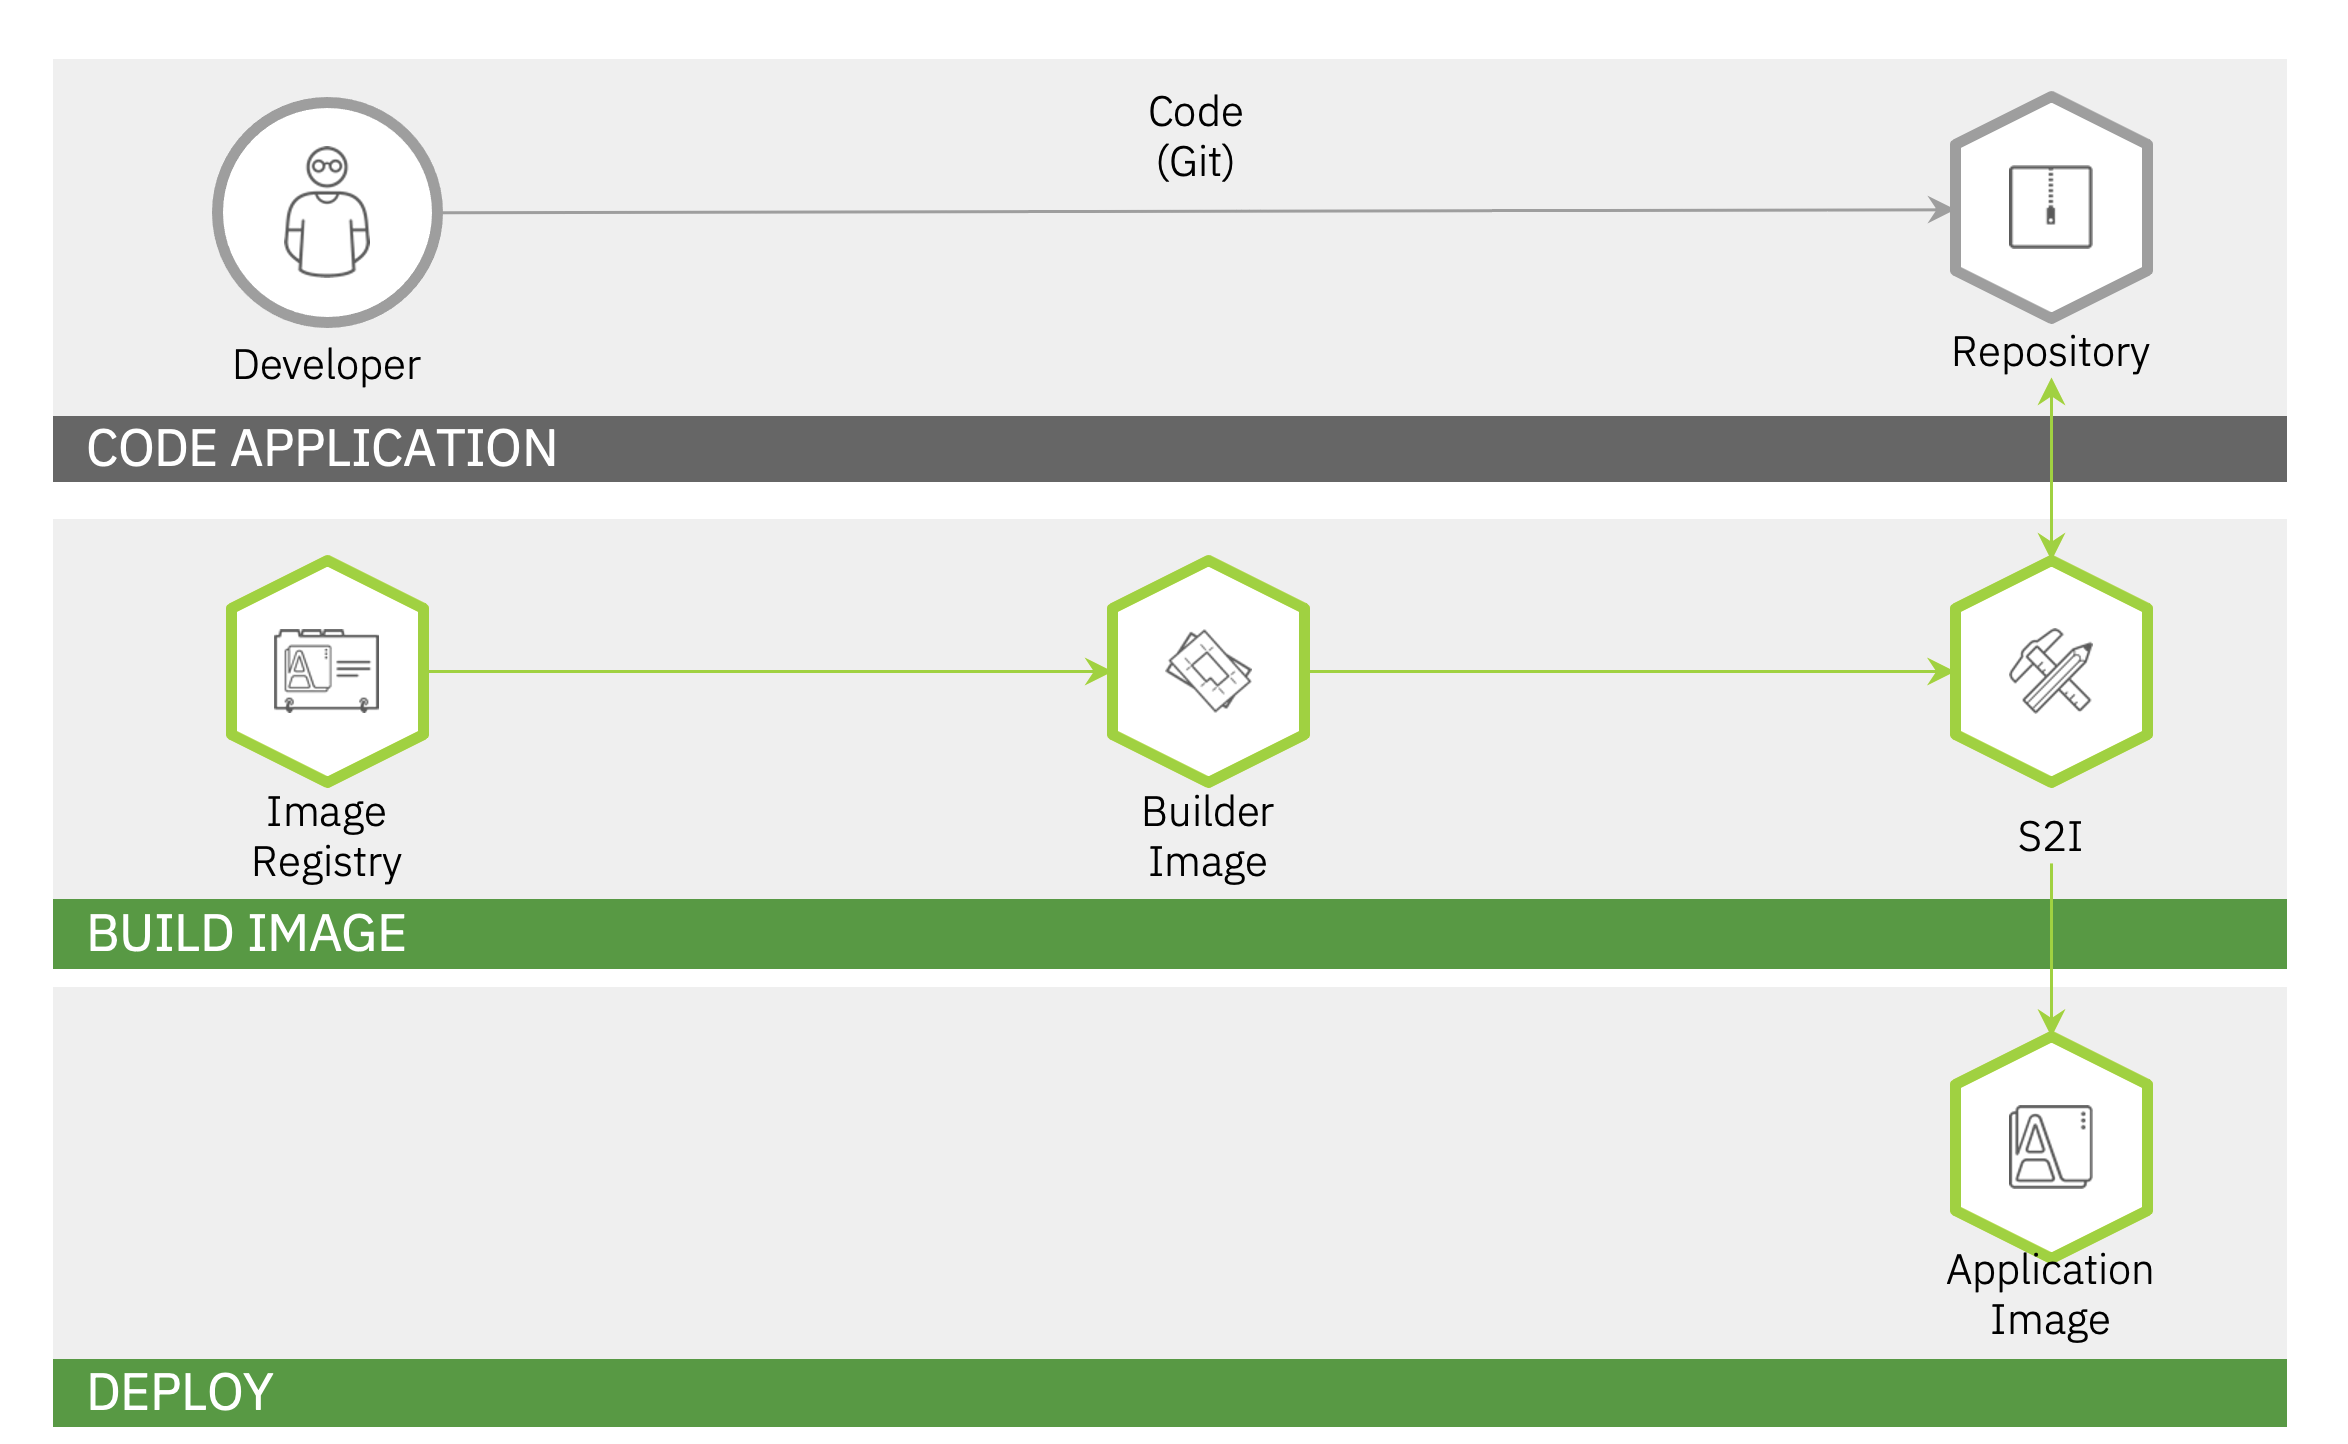 Code
(Git)
Developer
Repository
CODE APPLICATION
Image
Registry
Builder
Image
S2I
BUILD IMAGE
Application
Image
DEPLOY